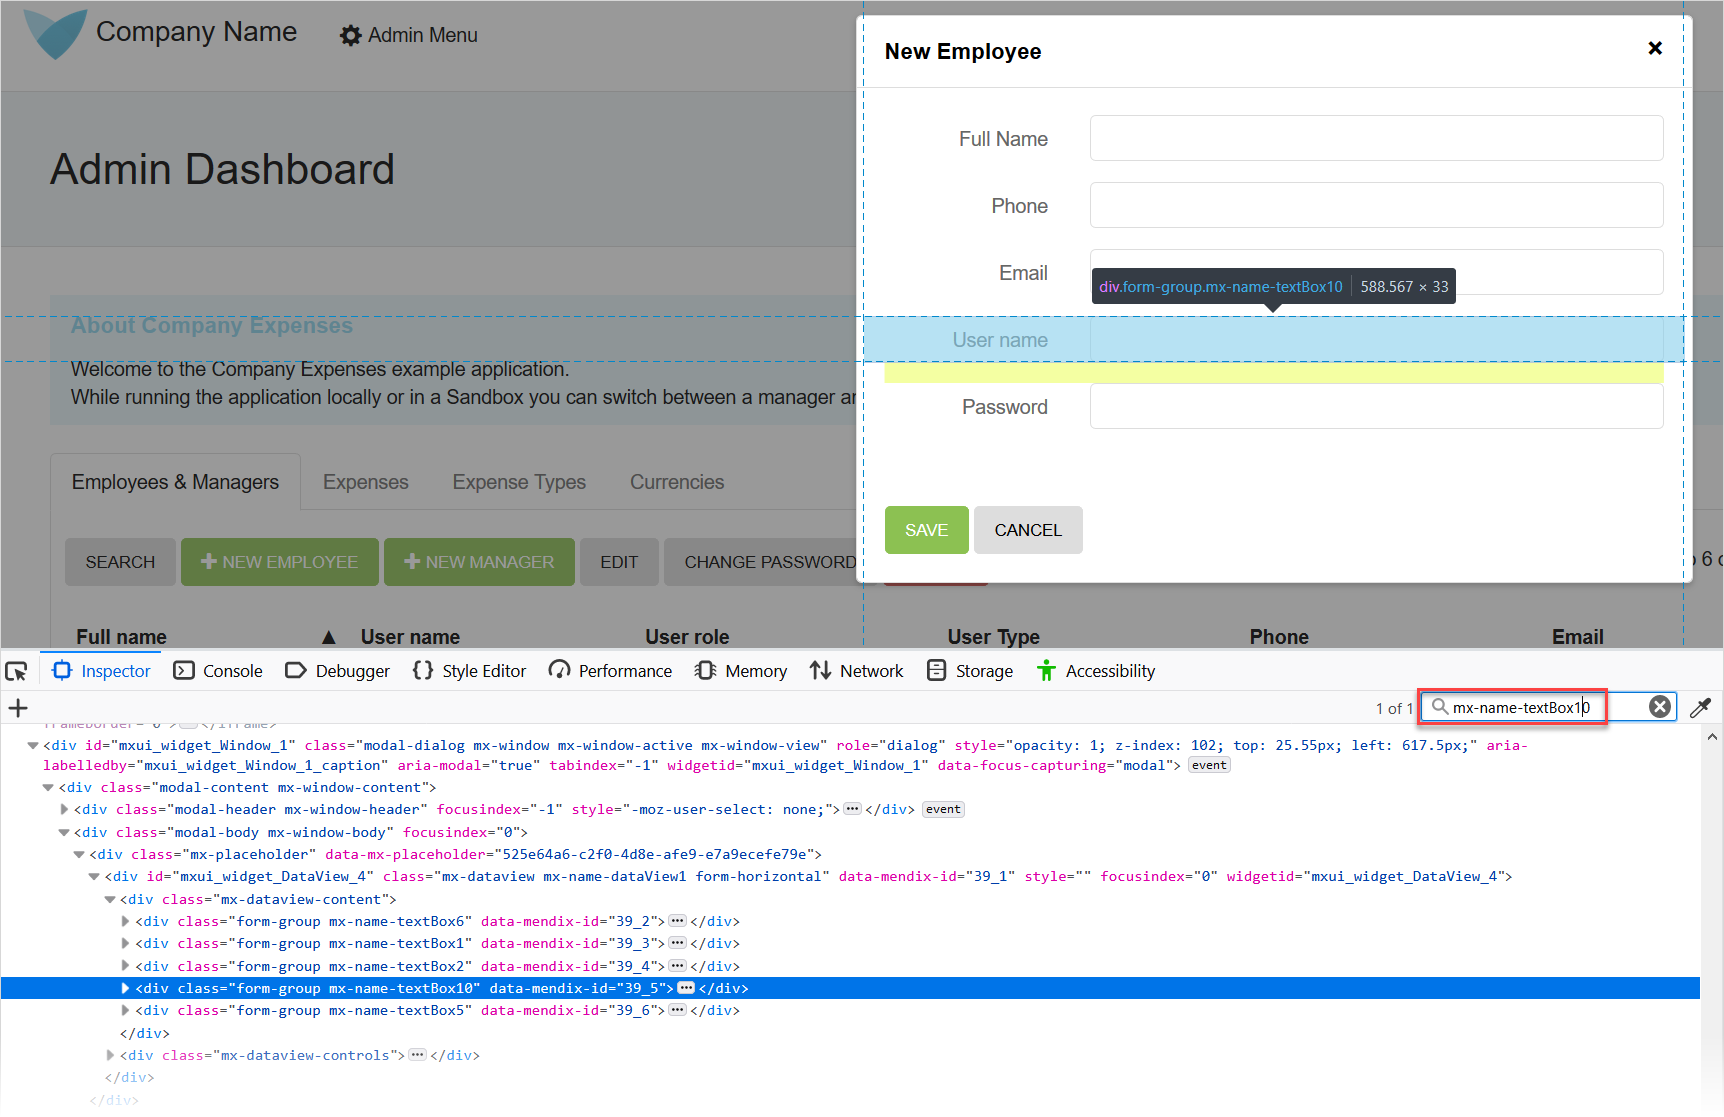 Company Name
Admin Menu
New Employee
Full Name
Admin Dashboard
Phone
Email
div.form-group.mx-name-textBox10 588.567 × 33
About Company Expenses
User name
Welcome to the Company Expenses example application.
While running the application locally or in a Sandbox you can switch between a manager
Password
Employees & Managers Expenses Expense Types Currencies
SAVE CANCEL
SEARCH NEW EMPLOYEE NEW MANAGER EDIT CHANGE PASSWORD
6
Full name ▲ User name User role User Type Phone Email
Inspector Console Debugger Style Editor Performance Memory Network Storage Accessibility
1 of 1 mx-name-textBox10
<div id="mxui_widget_Window_1" class="modal-dialog mx-window mx-window-active mx-window-view" role="dialog" style="opacity: 1; z-index: 102; top: 25.55px; left: 617.5px;" aria-
labelledby="mxui_widget_Window_1_caption" aria-modal="true" tabindex="-1" widgetid="mxui_widget_Window_1" data-focus-capturing="modal"> event
<div class="modal-content mx-window-content">
<div class="modal-header mx-window-header" focusindex="-1" style="-moz-user-select: none;">⋯</div> event
<div class="modal-body mx-window-body" focusindex="0">
<div class="mx-placeholder" data-mx-placeholder="525e64a6-c2f0-4d8e-afe9-e7a9ecefe79e">
<div id="mxui_widget_DataView_4" class="mx-dataview mx-name-dataView1 form-horizontal" data-mendix-id="39_1" style="" focusindex="0" widgetid="mxui_widget_DataView_4">
<div class="mx-dataview-content">
<div class="form-group mx-name-textBox6" data-mendix-id="39_2">⋯</div>
<div class="form-group mx-name-textBox1" data-mendix-id="39_3">⋯</div>
<div class="form-group mx-name-textBox2" data-mendix-id="39_4">⋯</div>
<div class="form-group mx-name-textBox10" data-mendix-id="39_5">⋯</div>
<div class="form-group mx-name-textBox5" data-mendix-id="39_6">⋯</div>
</div>
<div class="mx-dataview-controls">⋯</div>
</div>
</div>